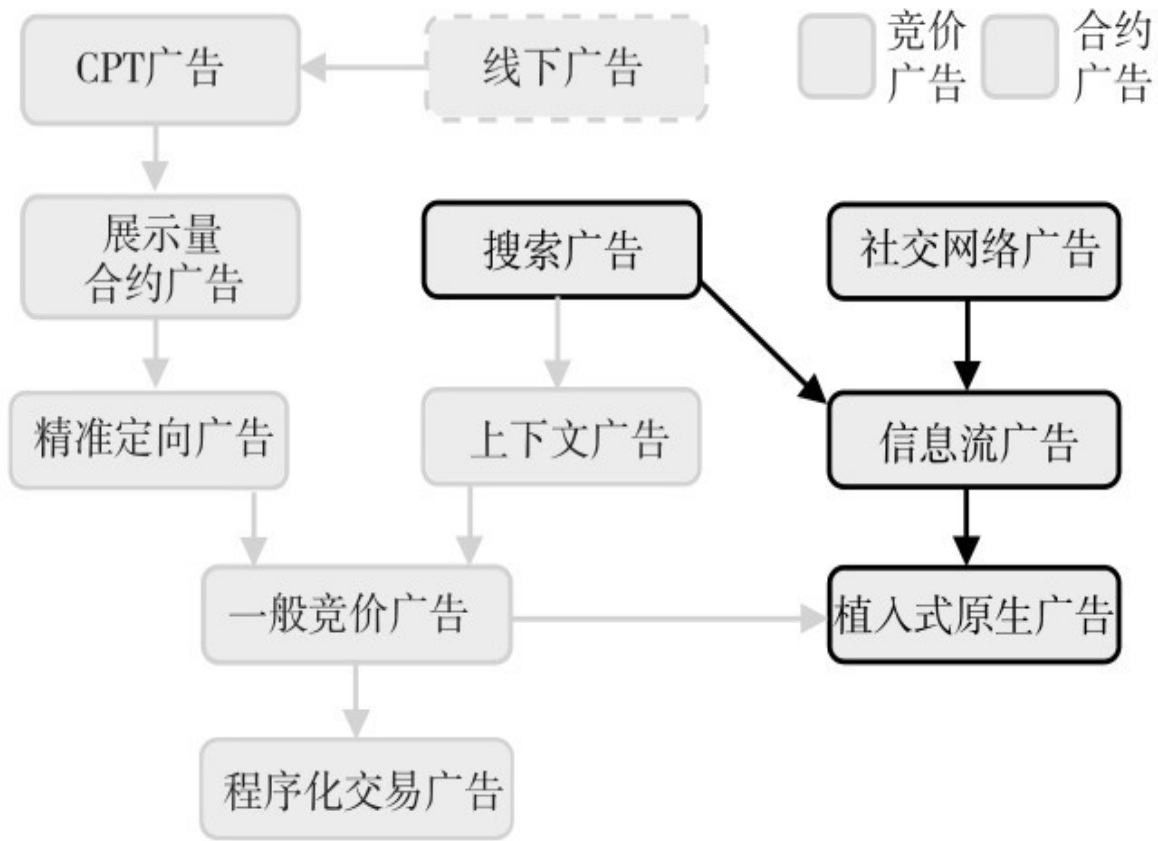 CPT广告
线下广告
竞价
广告
合约
广告
展示量
合约广告
搜索广告
社交网络广告
精准定向广告
上下文广告
信息流广告
一般竞价广告
植入式原生广告
程序化交易广告